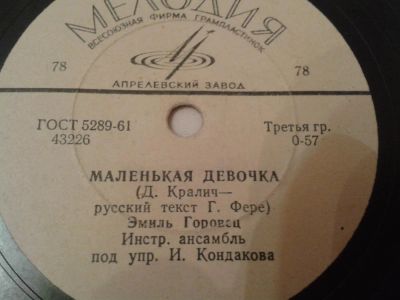 МЕЛОДИЯ
ВСЕСОЮЗНАЯ ФИРМА ГРАМПЛАСТИНОК
78 78
АПРЕЛЕВСКИЙ ЗАВОД
ГОСТ 5289-61 Третья гр.
43226 0-57
МАЛЕНЬКАЯ ДЕВОЧКА
(Д. Кралич—
русский текст Г. Фере)
Эмиль Горовец
Инстр. ансамбль
под упр. И. Кондакова